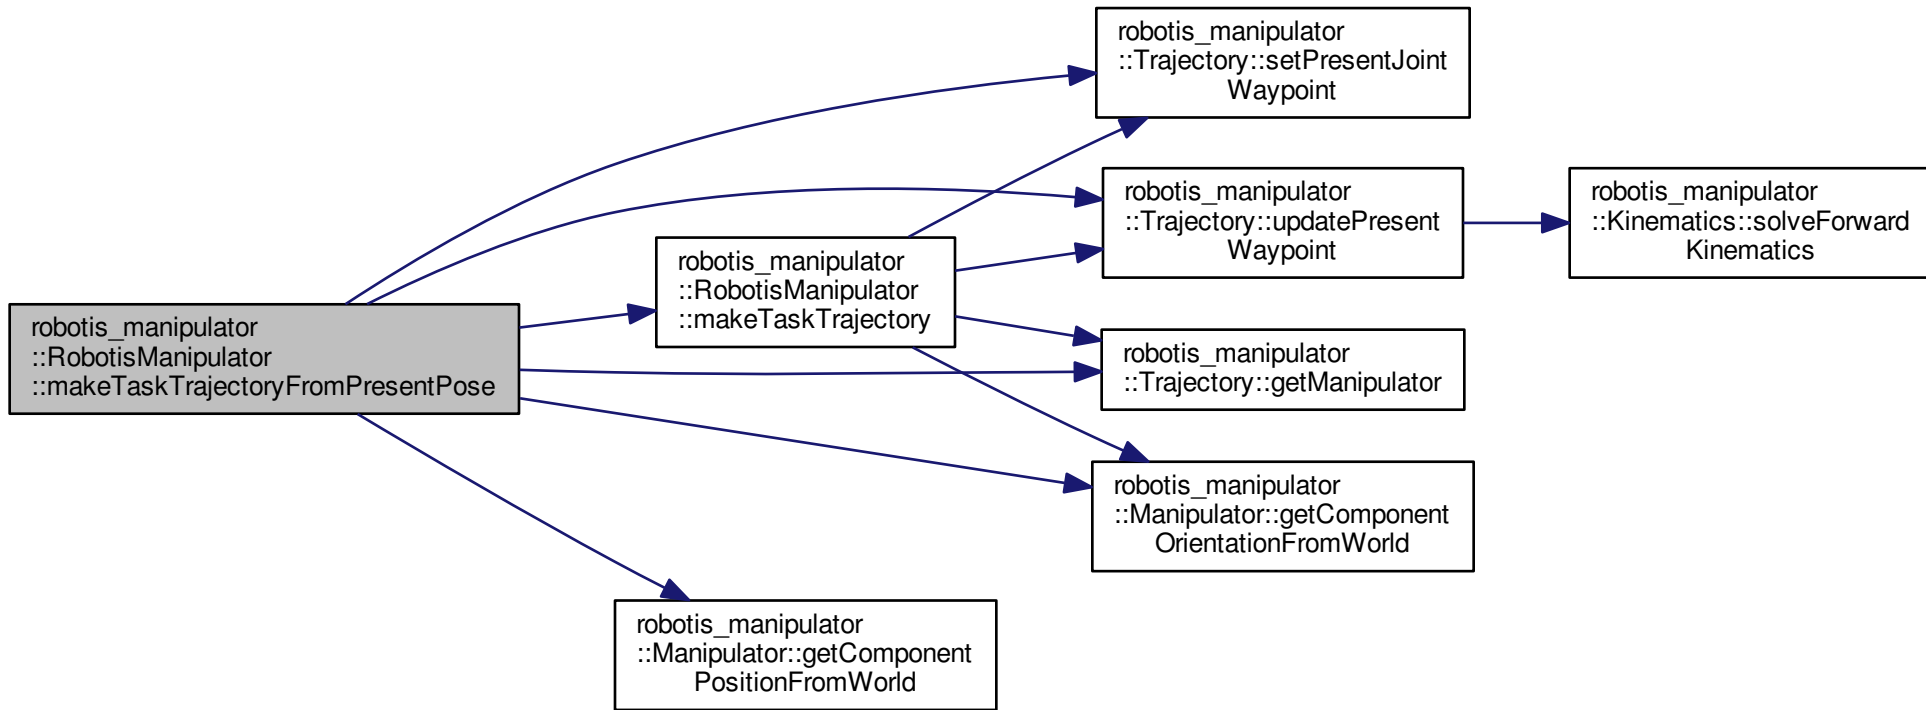 robotis_manipulator
::Trajectory::setPresentJoint
Waypoint
robotis_manipulator
::Trajectory::updatePresent
Waypoint
robotis_manipulator
::Kinematics::solveForward
Kinematics
robotis_manipulator
::RobotisManipulator
::makeTaskTrajectory
robotis_manipulator
::RobotisManipulator
::makeTaskTrajectoryFromPresentPose
robotis_manipulator
::Trajectory::getManipulator
robotis_manipulator
::Manipulator::getComponent
OrientationFromWorld
robotis_manipulator
::Manipulator::getComponent
PositionFromWorld